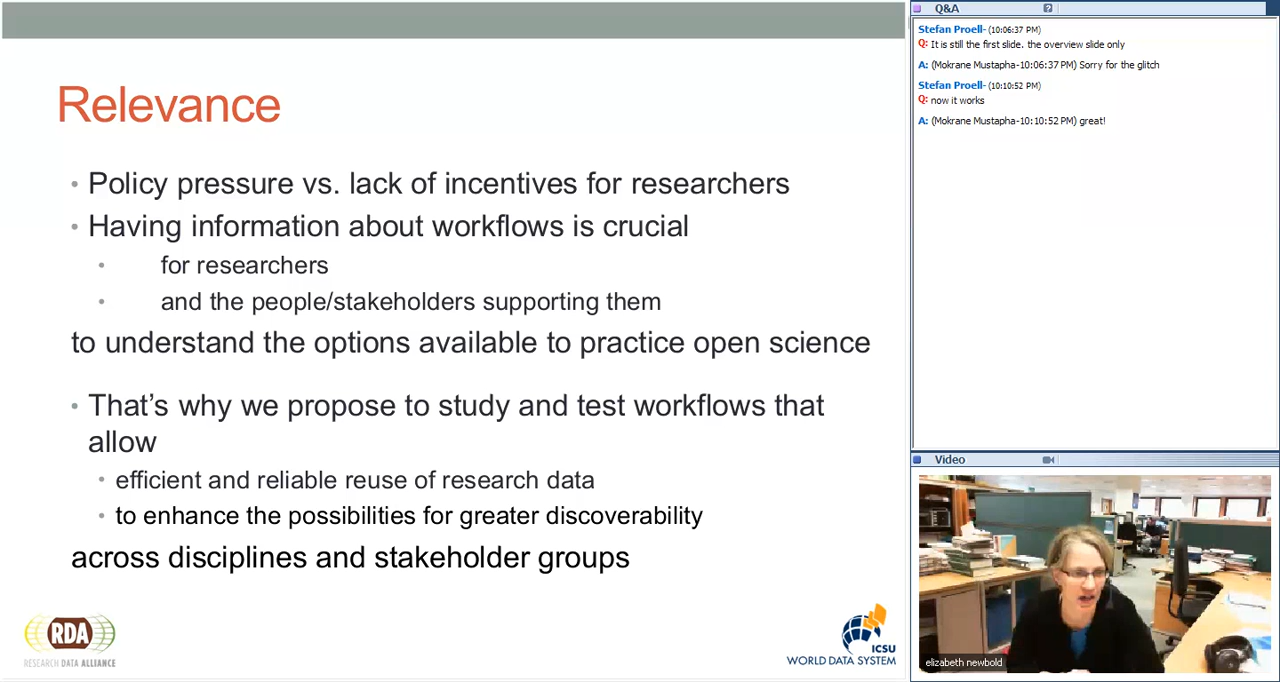 Relevance
• Policy pressure vs. lack of incentives for researchers
• Having information about workflows is crucial
• for researchers
• and the people/stakeholders supporting them
to understand the options available to practice open science
• That's why we propose to study and test workflows that
allow
• efficient and reliable reuse of research data
• to enhance the possibilities for greater discoverability
across disciplines and stakeholder groups
RDA
RESEARCH DATA ALLIANCE
ICSU
WORLD DATA SYSTEM
Q&A
?
Stefan Proell- (10:06:37 PM)
Q: It is still the first slide. the overview slide only
A: (Mokrane Mustapha-10:06:37 PM) Sorry for the glitch
Stefan Proell- (10:10:52 PM)
Q: now it works
A: (Mokrane Mustapha-10:10:52 PM) great!
Video
elizabeth newbold